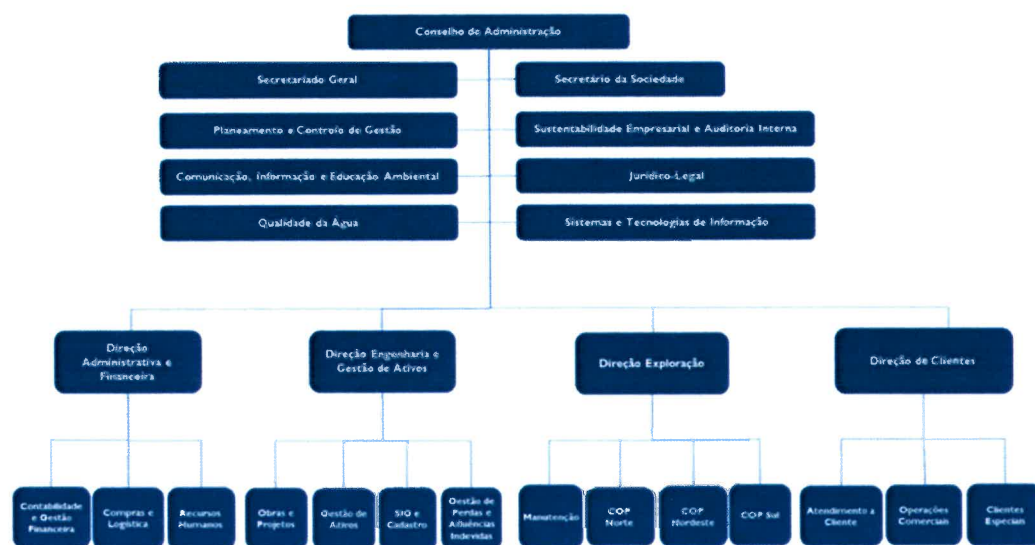 Conselho de Administração
Secretariado Geral
Secretário da Sociedade
Planeamento e Controlo de Gestão
Sustentabilidade Empresarial e Auditoria Interna
Comunicação, Informação e Educação Ambiental
Jurídico-Legal
Qualidade da Água
Sistemas e Tecnologias de Informação
Direção
Administrativa e
Financeira
Direção Engenharia e
Gestão de Ativos
Direção Exploração
Direção de Clientes
Contabilidade
e Gestão
Financeira
Compras e
Logística
Recursos
Humanos
Obras e
Projetos
Gestão de
Ativos
SIG e
Cadastro
Gestão de
Perdas e
Afluências
Indevidas
Manutenção
COP
Norte
COP
Nordeste
COP Sul
Atendimento a
Cliente
Operações
Comerciais
Clientes
Especiais